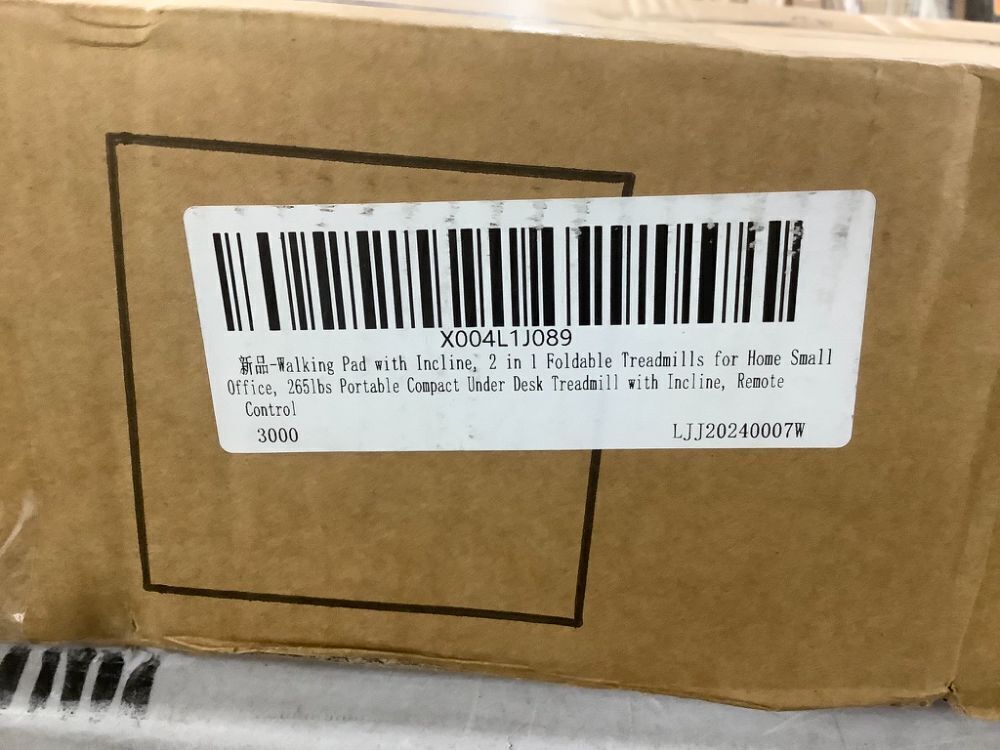 X004L1J089
新品-Walking Pad with Incline, 2 in 1 Foldable Treadmills for Home Small
Office, 265lbs Portable Compact Under Desk Treadmill with Incline, Remote
Control
3000 LJJ20240007W